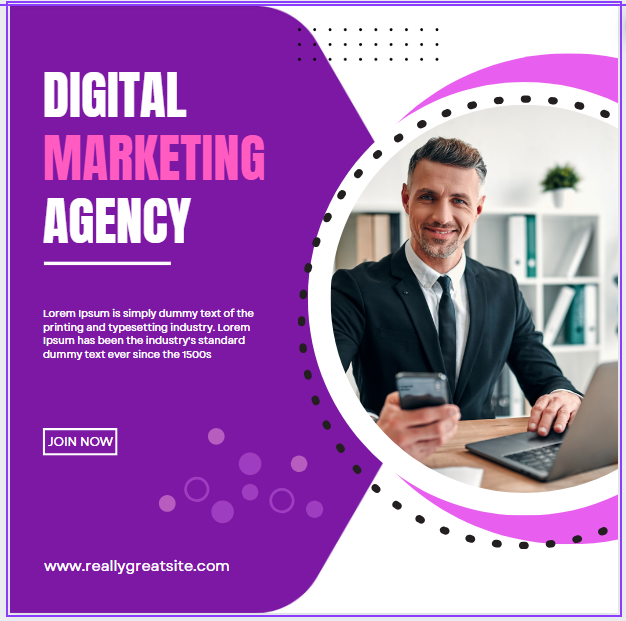 DIGITAL
MARKETING
AGENCY
Lorem Ipsum is simply dummy text of the
printing and typesetting industry. Lorem
Ipsum has been the industry's standard
dummy text ever since the 1500s
JOIN NOW
www.reallygreatsite.com